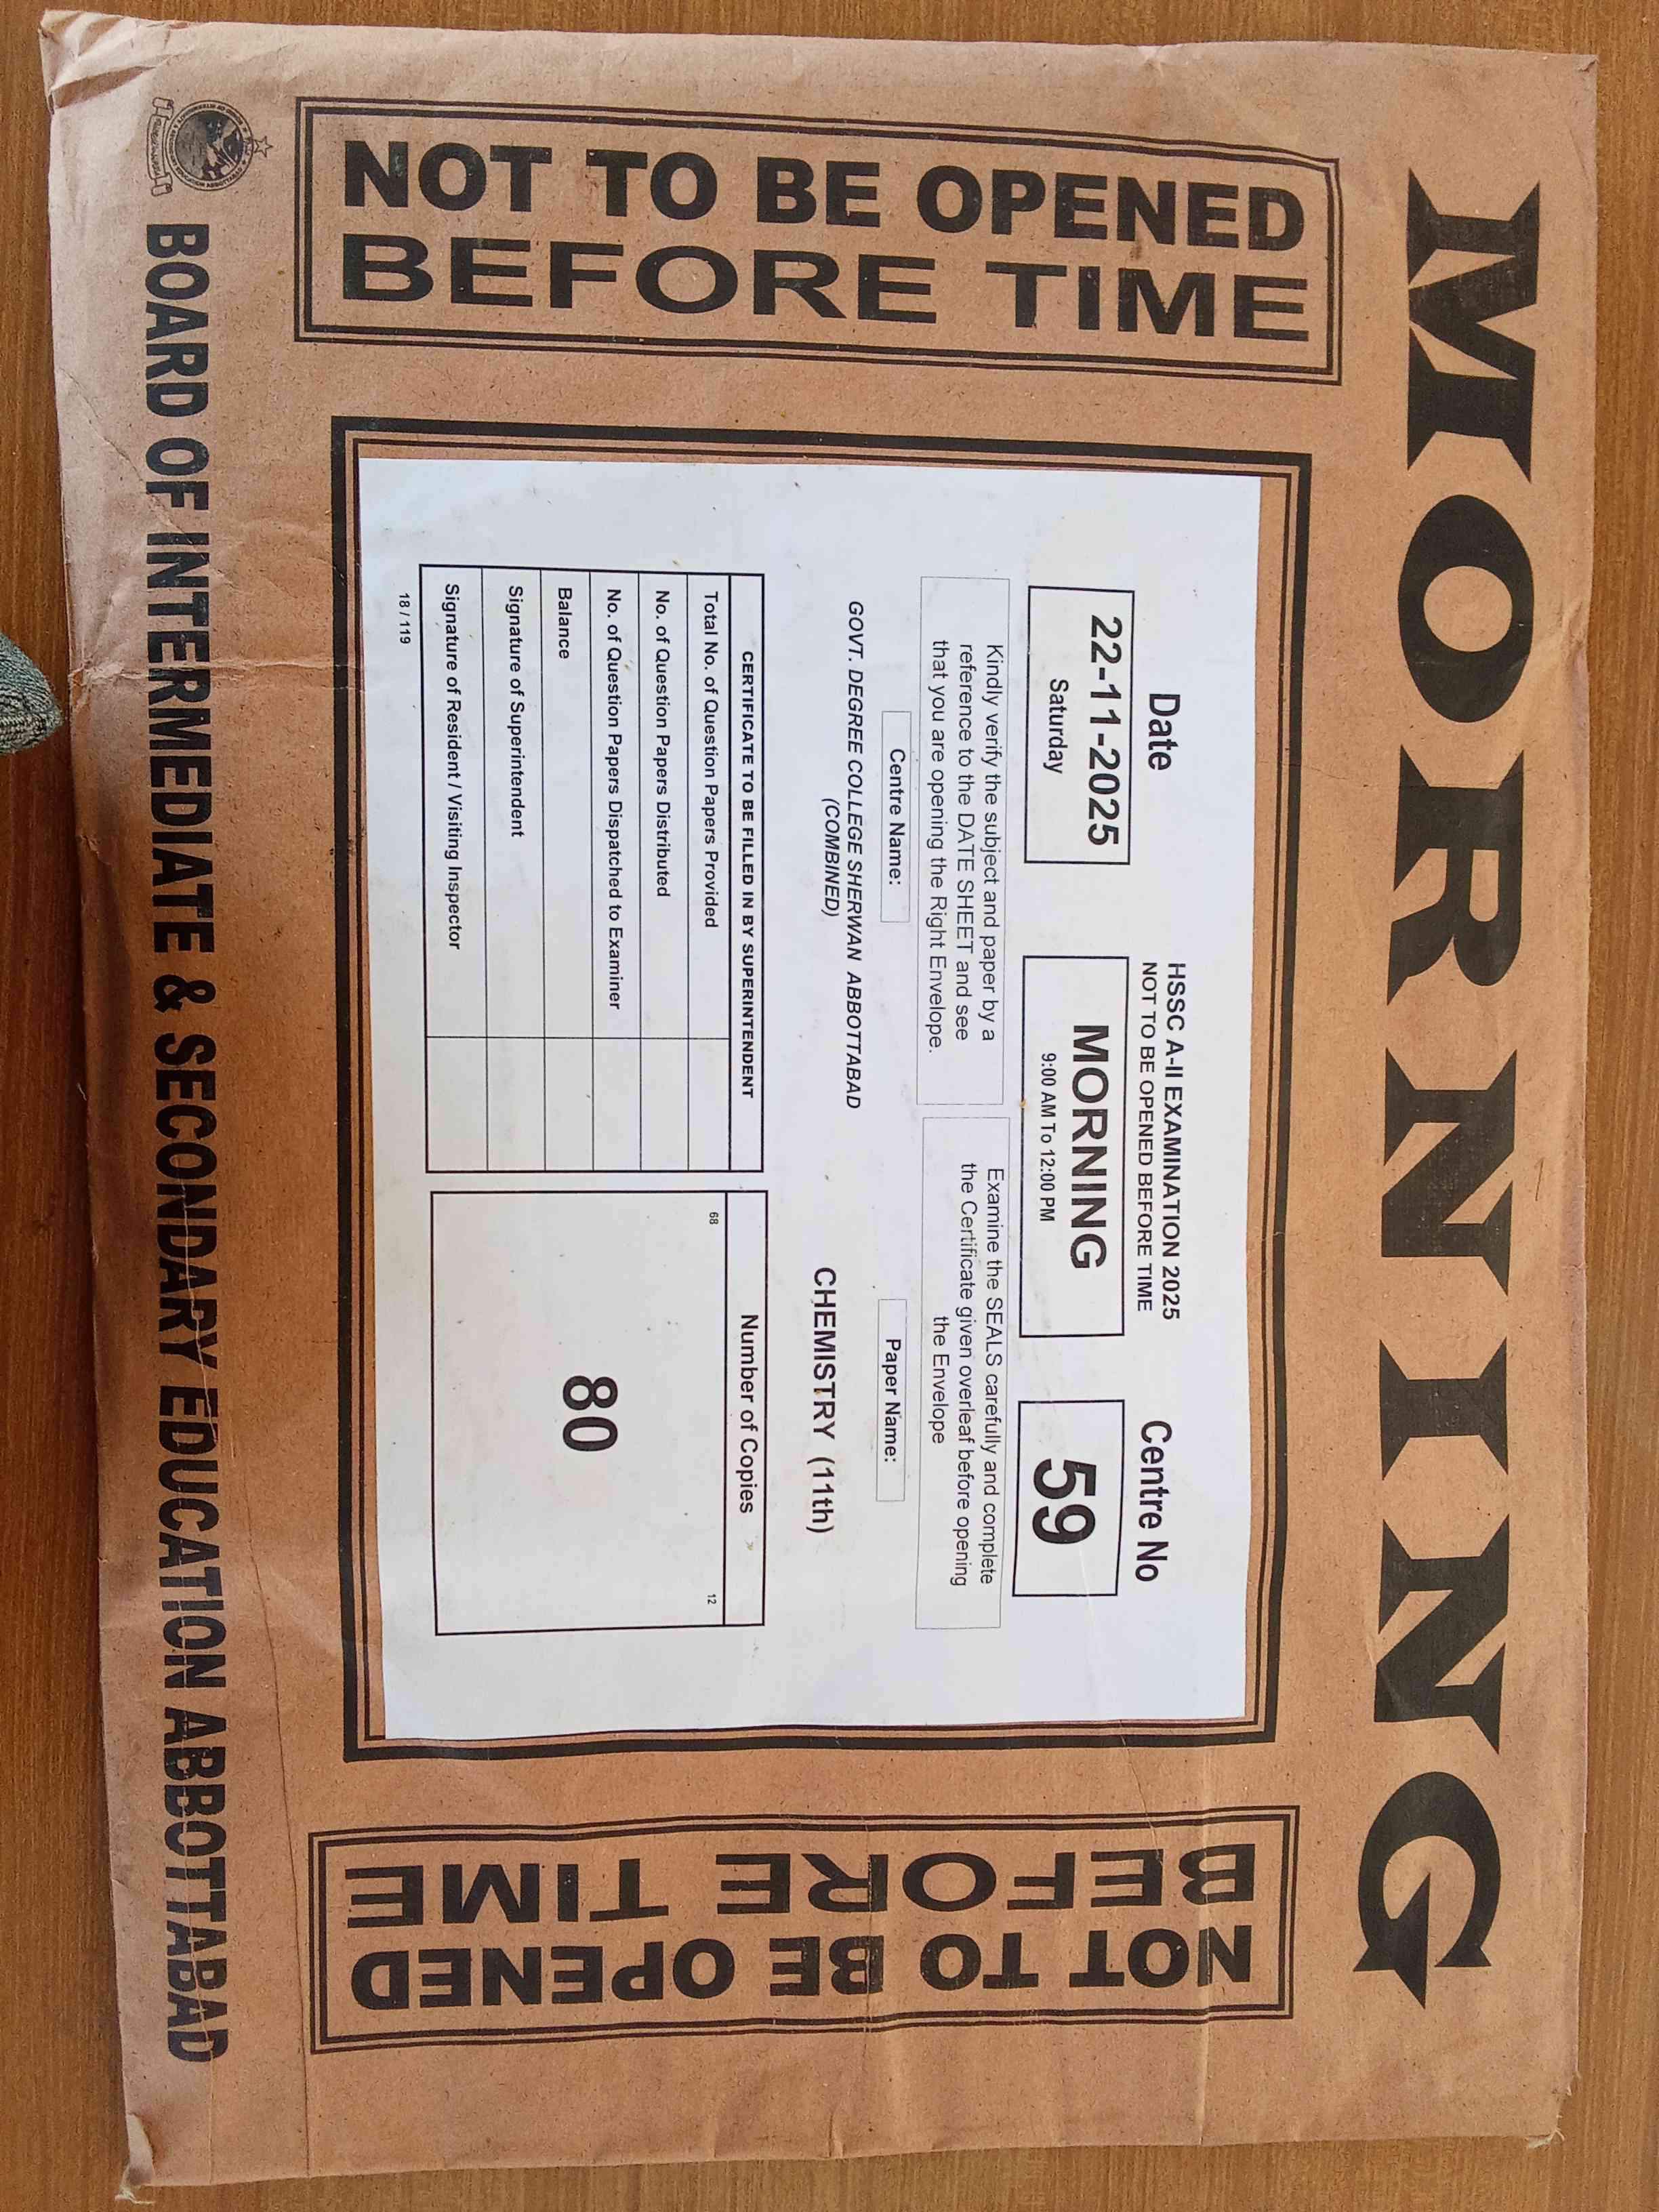 MORNING
NOT TO BE OPENED
BEFORE TIME
HSSC A-II EXAMINATION 2025
NOT TO BE OPENED BEFORE TIME
Date
22-11-2025
Saturday
MORNING
9:00 AM To 12:00 PM
Centre No
59
Kindly verify the subject and paper by a
reference to the DATE SHEET and see
that you are opening the Right Envelope.
Examine the SEALS carefully and complete
the Certificate given overleaf before opening
the Envelope
Centre Name:
GOVT. DEGREE COLLEGE SHERWAN ABBOTTABAD
(COMBINED)
Paper Name:
CHEMISTRY (11th)
CERTIFICATE TO BE FILLED IN BY SUPERINTENDENT
Total No. of Question Papers Provided
No. of Question Papers Distributed
No. of Question Papers Dispatched to Examiner
Balance
Signature of Superintendent
Signature of Resident / Visiting Inspector
18 / 119
Number of Copies
68 12
80
NOT TO BE OPENED
BEFORE TIME
BOARD OF INTERMEDIATE & SECONDARY EDUCATION ABBOTTABAD